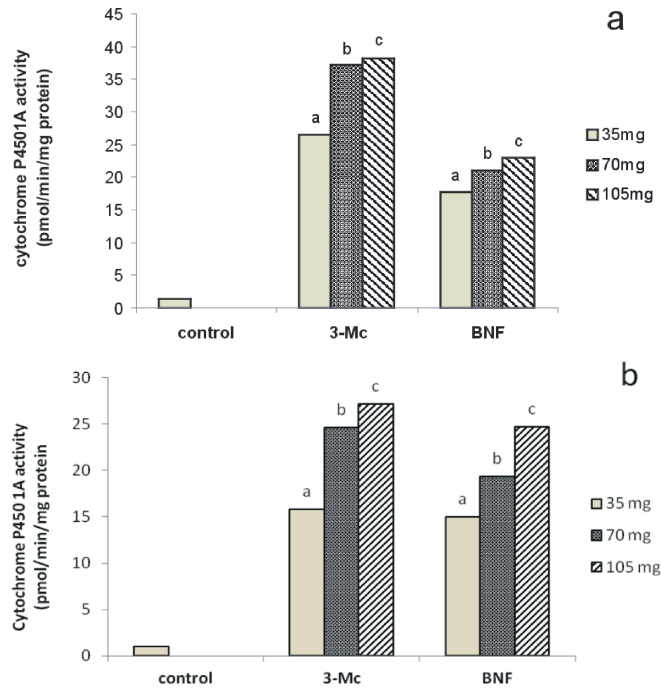 a
cytochrome P4501A activity
(pmol/min/mg protein)
45
40
35
30
25
20
15
10
5
0
a
b
c
a
b
c
35mg
70mg
105mg
control
3-Mc
BNF
b
Cytochrome P450 1A activity
(pmol/min/mg protein
30
25
20
15
10
5
0
a
b
c
a
b
c
35 mg
70 mg
105 mg
control
3-Mc
BNF